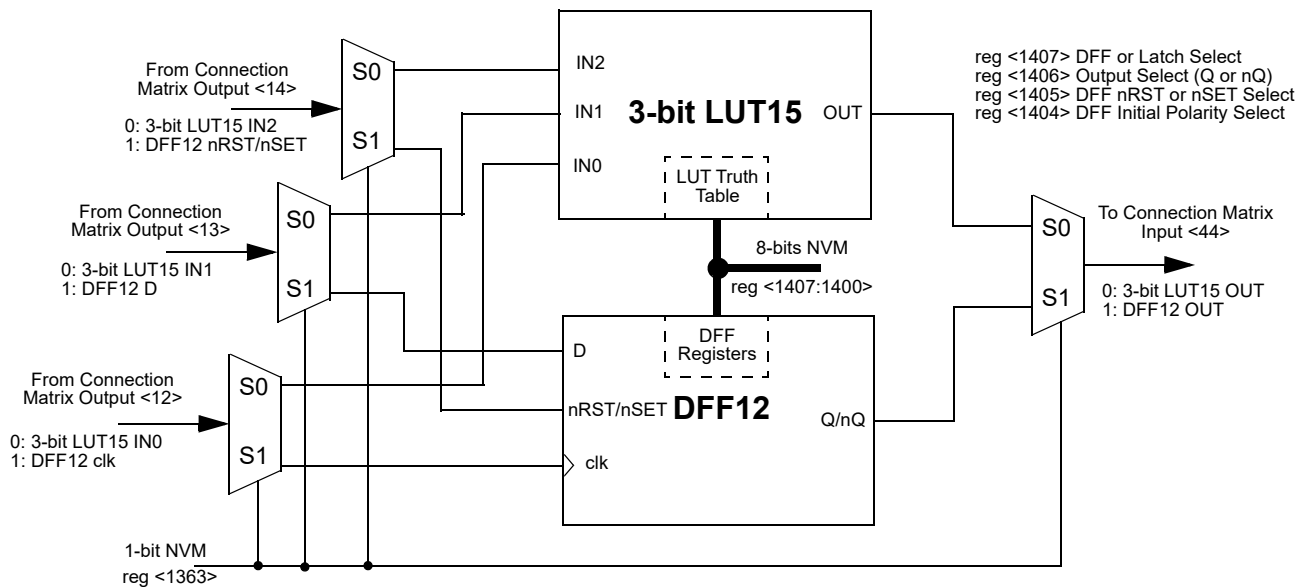 From Connection
Matrix Output <14>
0: 3-bit LUT15 IN2
1: DFF12 nRST/nSET
S0
S1
From Connection
Matrix Output <13>
0: 3-bit LUT15 IN1
1: DFF12 D
S0
S1
From Connection
Matrix Output <12>
0: 3-bit LUT15 IN0
1: DFF12 clk
S0
S1
1-bit NVM
reg <1363>
IN2
IN1
IN0
3-bit LUT15
OUT
LUT Truth
Table
8-bits NVM
reg <1407:1400>
DFF
Registers
D
nRST/nSET
clk
DFF12
Q/nQ
reg <1407> DFF or Latch Select
reg <1406> Output Select (Q or nQ)
reg <1405> DFF nRST or nSET Select
reg <1404> DFF Initial Polarity Select
S0
S1
To Connection Matrix
Input <44>
0: 3-bit LUT15 OUT
1: DFF12 OUT